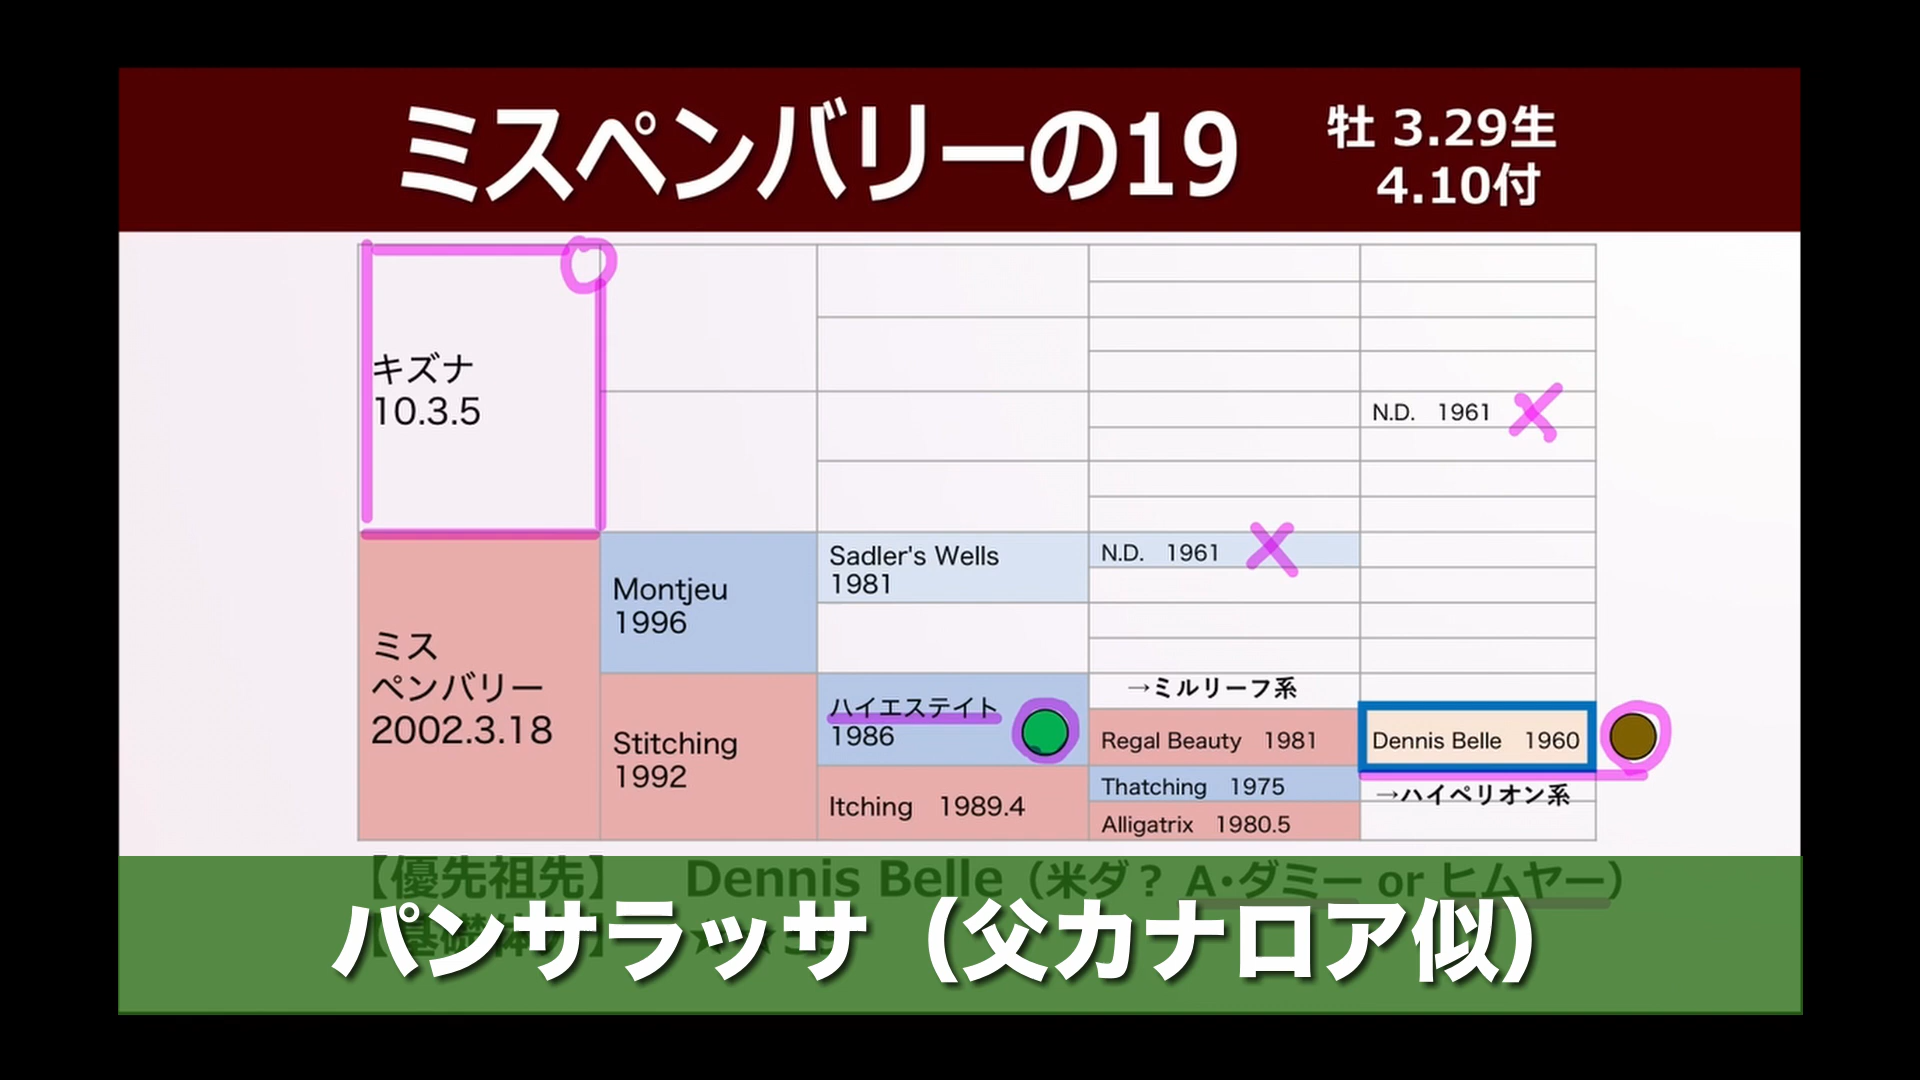 ミスペンバリーの19
牡 3.29生
4.10付
キズナ
10.3.5
N.D. 1961
ミス
ペンバリー
2002.3.18
Montjeu
1996
Sadler's Wells
1981
N.D. 1961
Stitching
1992
ハイエステイト
1986
→ミルリーフ系
Regal Beauty 1981
Dennis Belle 1960
Thatching 1975
→ハイペリオン系
Itching 1989.4
Alligatrix 1980.5
【優先祖先】 Dennis Belle（米ダ？ A・ダミー or ヒムヤー）
パンサラッサ（父カナロア似）